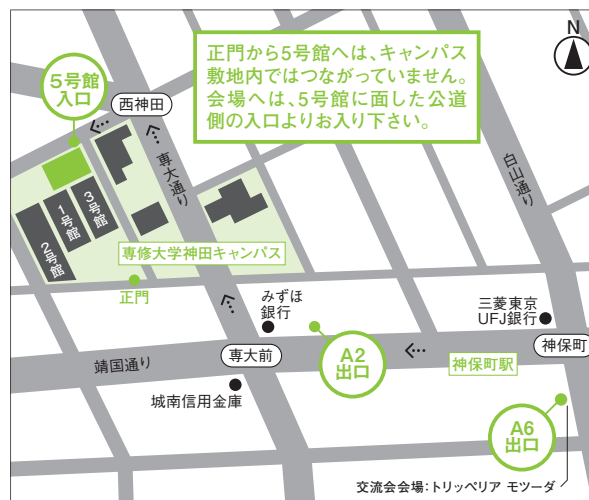 N
正門から5号館へは、キャンパス
敷地内ではつながっていません。
会場へは、5号館に面した公道
側の入口よりお入り下さい。
5号館
入口
西神田
専大通り
白山通り
3号館
1号館
2号館
専修大学神田キャンパス
正門
みずほ
銀行
三菱東京
UFJ銀行
A2
出口
専大前
神保町
神保町駅
靖国通り
城南信用金庫
A6
出口
交流会会場：トリッペリア モツーダ